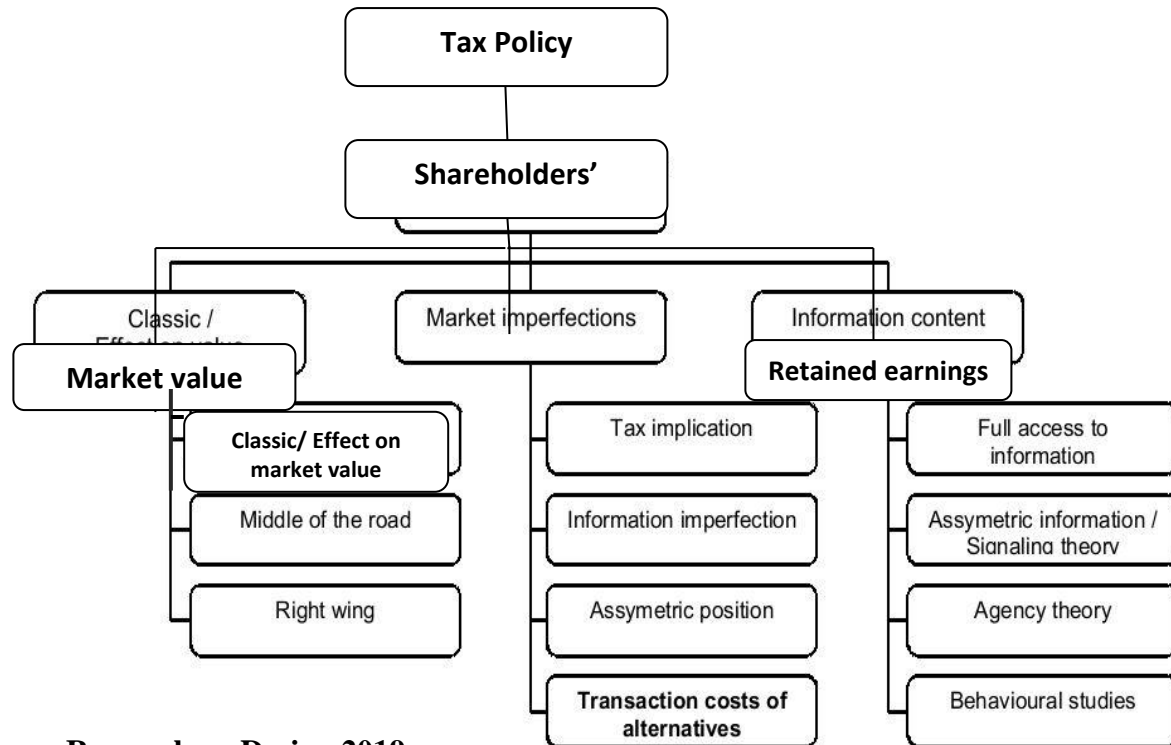 Tax Policy
Shareholders’
Classic /
Market imperfections
Information content
Market value
Retained earnings
Classic/ Effect on
market value
Middle of the road
Right wing
Tax implication
Information imperfection
Assymetric position
Transaction costs of
alternatives
Full access to
information
Assymetric information /
Signaling theory
Agency theory
Behavioural studies